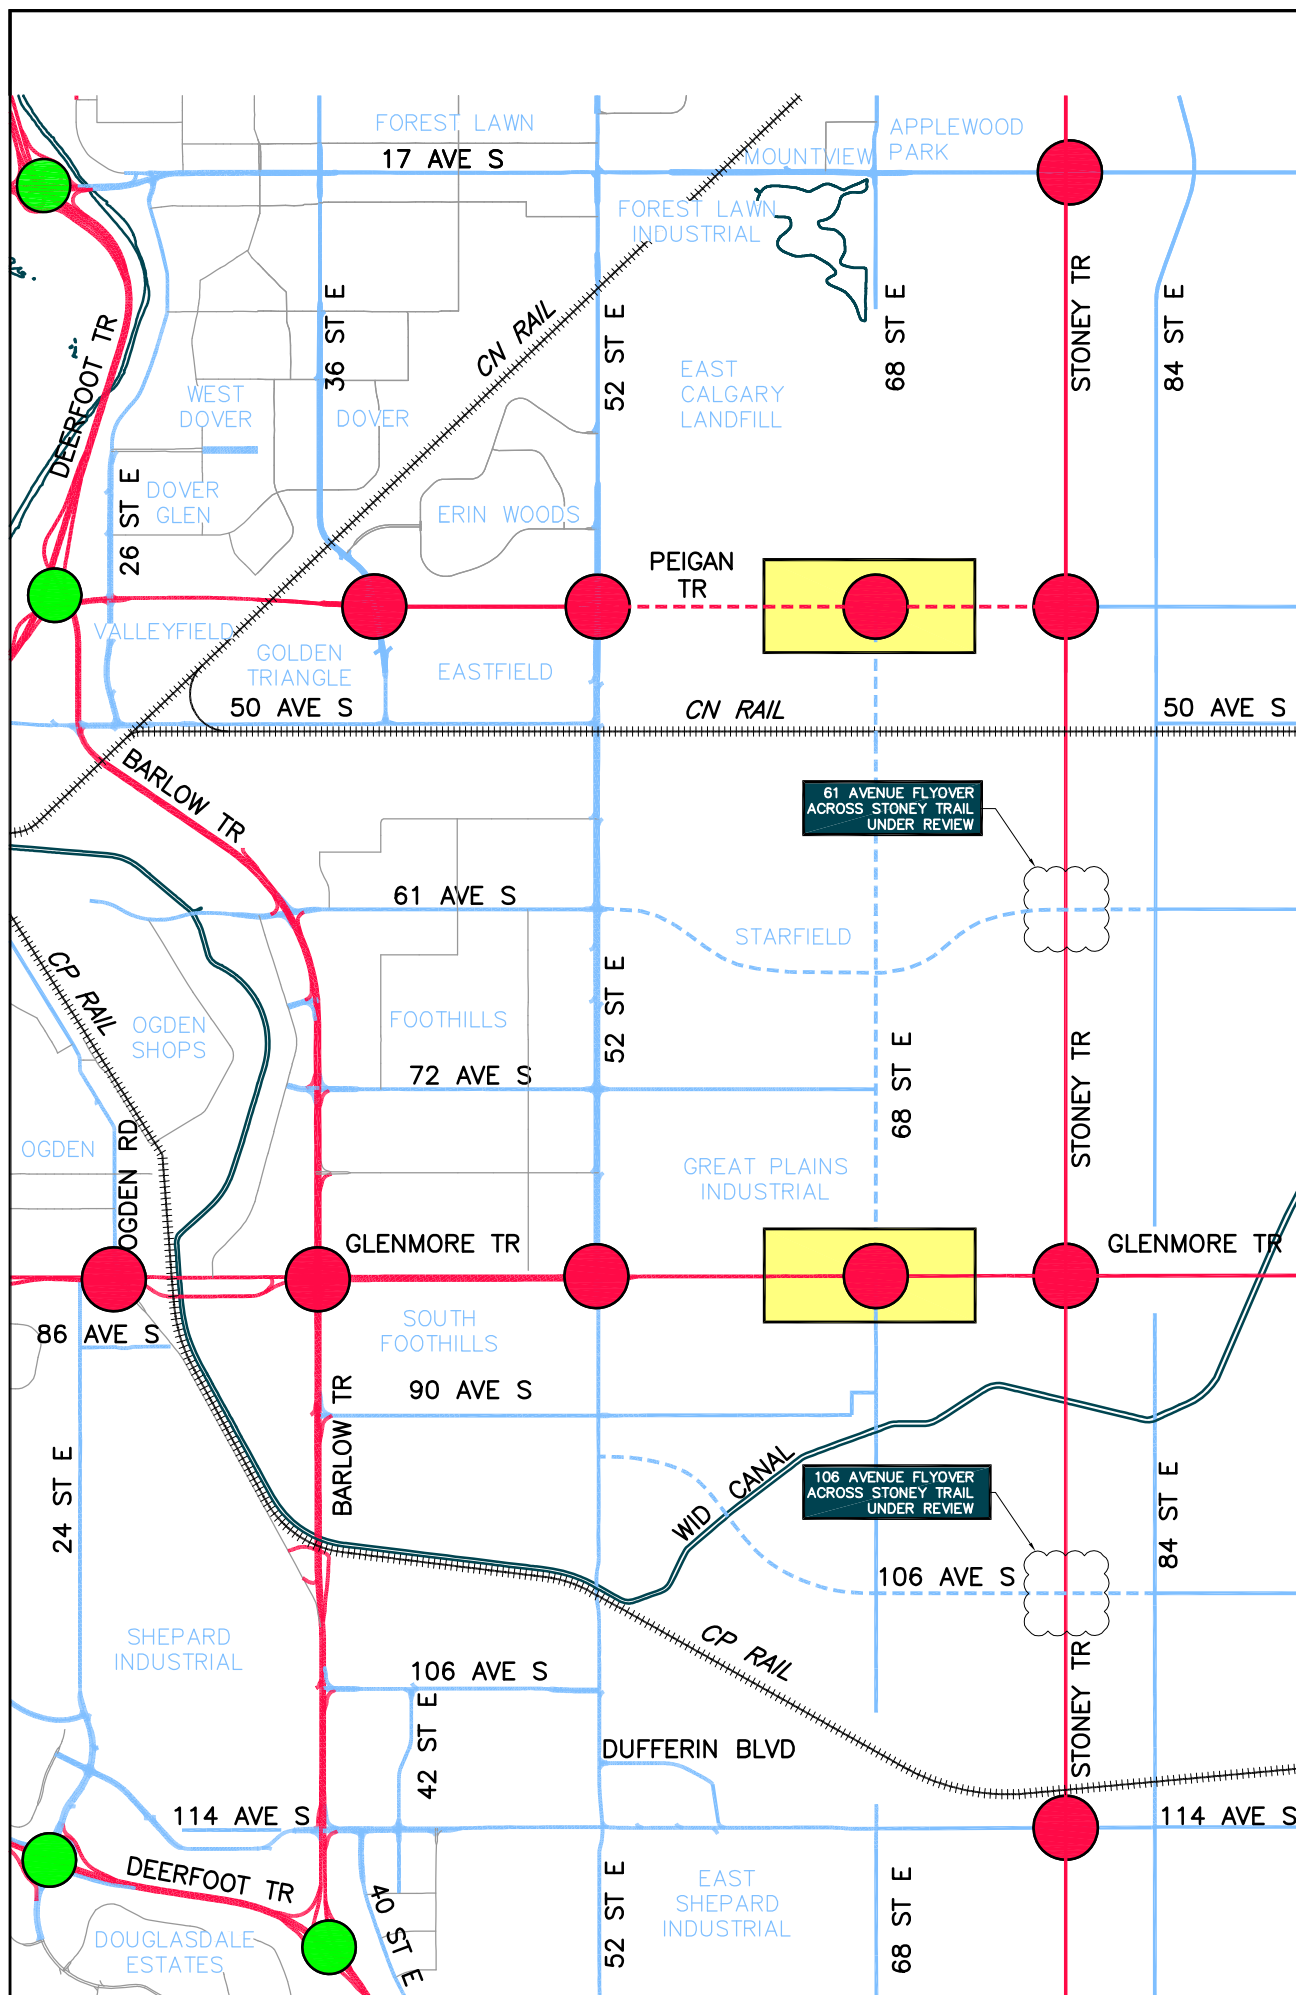 FOREST LAWN
17 AVE S
APPLEWOOD
PARK
MOUNTVIEW
FOREST LAWN
INDUSTRIAL
DEERFOOT TR
36 ST E
CN RAIL
52 ST E
68 ST E
STONEY TR
84 ST E
EAST
CALGARY
LANDFILL
WEST
DOVER
DOVER
26 ST E
DOVER
GLEN
ERIN WOODS
PEIGAN
TR
VALLEYFIELD
GOLDEN
TRIANGLE
EASTFIELD
50 AVE S
CN RAIL
50 AVE S
BARLOW TR
61 AVENUE FLYOVER
ACROSS STONEY TRAIL
UNDER REVIEW
61 AVE S
STARFIELD
CP RAIL
52 ST E
OGDEN
SHOPS
FOOTHILLS
68 ST E
STONEY TR
72 AVE S
OGDEN
OGDEN RD
GREAT PLAINS
INDUSTRIAL
GLENMORE TR
GLENMORE TR
86 AVE S
SOUTH
FOOTHILLS
90 AVE S
BARLOW TR
24 ST E
WID CANAL
106 AVENUE FLYOVER
ACROSS STONEY TRAIL
UNDER REVIEW
84 ST E
106 AVE S
SHEPARD
INDUSTRIAL
CP RAIL
106 AVE S
STONEY TR
42 ST E
DUFFERIN BLVD
114 AVE S
114 AVE S
DEERFOOT TR
40 ST E
52 ST E
EAST
SHEPARD
INDUSTRIAL
68 ST E
DOUGLASDALE
ESTATES